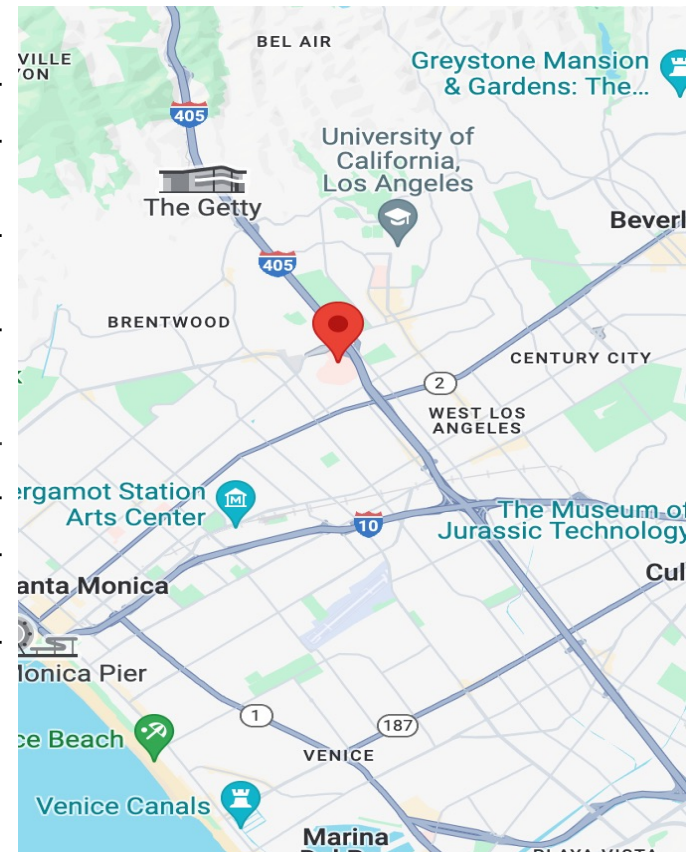 BEL AIR
VILLE
YON
Greystone Mansion
& Gardens: The...
405
University of
California,
Los Angeles
The Getty
Beverl
405
BRENTWOOD
CENTURY CITY
2
WEST LOS
ANGELES
ergamot Station
Arts Center
M
The Museum of
Jurassic Technology
10
Cul
anta Monica
Monica Pier
1
187
ce Beach
VENICE
Venice Canals
Marina